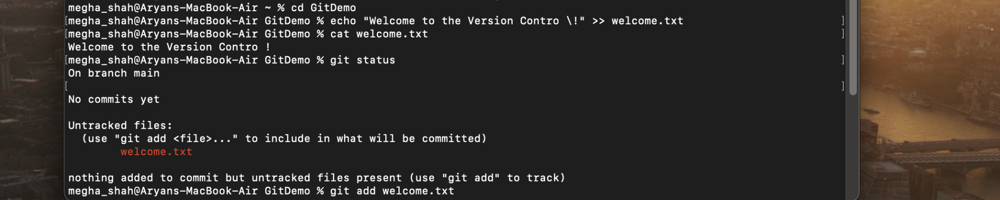 megha_shah@Aryans-MacBook-Air ~ % cd GitDemo
[megha_shah@Aryans-MacBook-Air GitDemo % echo "Welcome to the Version Contro \!" >> welcome.txt ]
[megha_shah@Aryans-MacBook-Air GitDemo % cat welcome.txt ]
Welcome to the Version Contro !
[megha_shah@Aryans-MacBook-Air GitDemo % git status ]
On branch main
[ ]
No commits yet
Untracked files:
(use "git add <file>..." to include in what will be committed)
welcome.txt
nothing added to commit but untracked files present (use "git add" to track)
megha_shah@Aryans-MacBook-Air GitDemo % git add welcome.txt